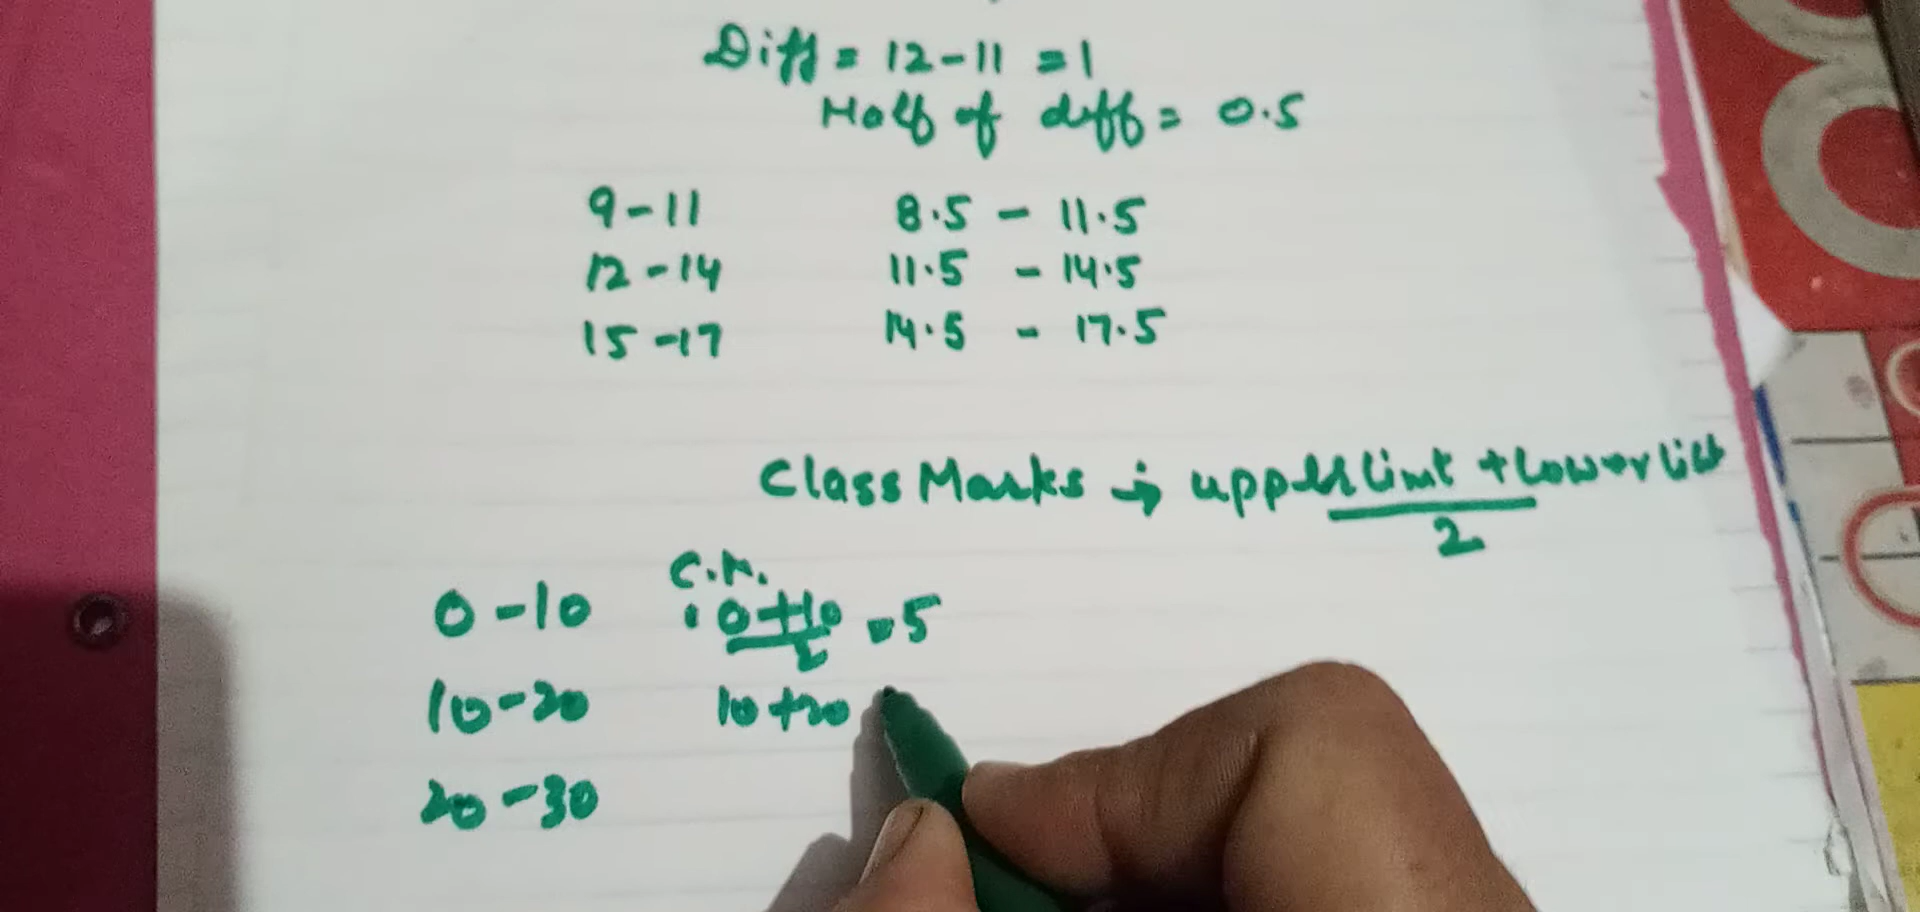 Diff = 12-11 = 1
Half of diff = 0.5
9-11 8.5 - 11.5
12-14 11.5 - 14.5
15-17 14.5 - 17.5
Class Marks → upper limt + lower lit
2
C.M.
0-10 0+10 = 5
2
10-20 10+20
20-30